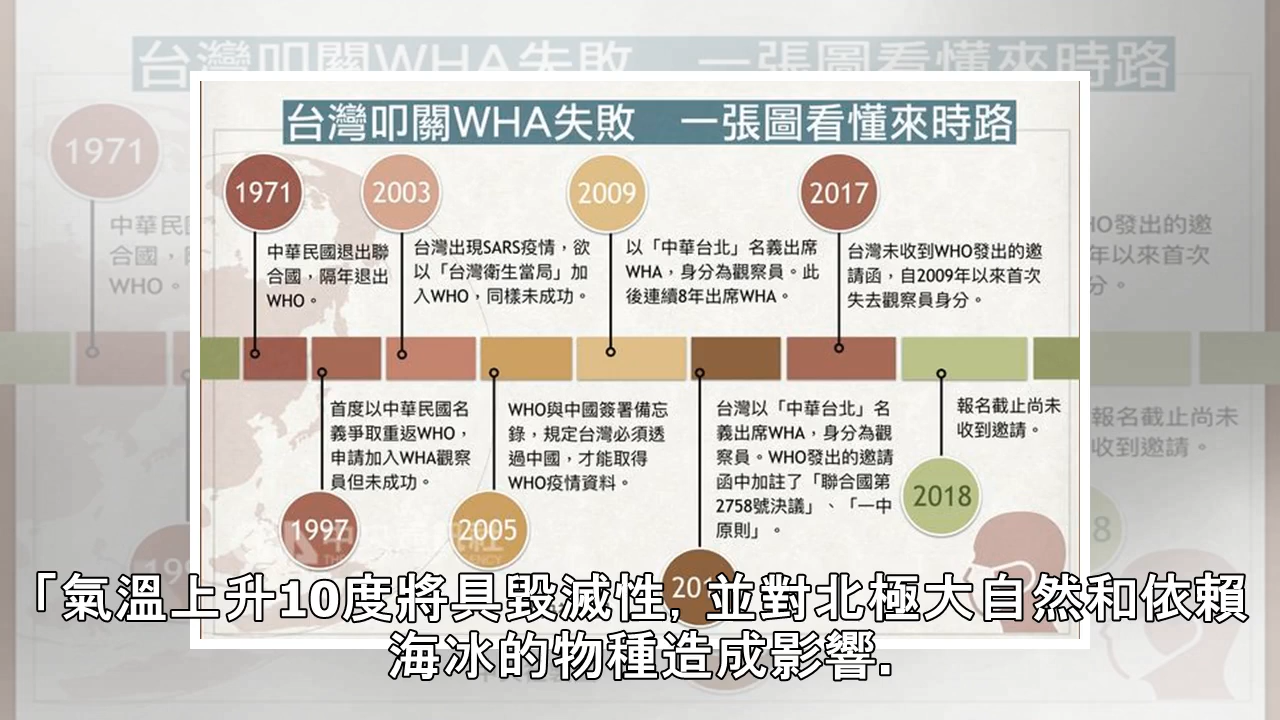 台灣叩關WHA失敗 一張圖看懂來時路
1971
中華民國退出聯
合國，隔年退出
WHO。
2003
台灣出現SARS疫情，欲
以「台灣衛生當局」加
入WHO，同樣未成功。
2009
以「中華台北」名義出席
WHA，身分為觀察員。此
後連續8年出席WHA。
2017
台灣未收到WHO發出的邀
請函，自2009年以來首次
失去觀察員身分。
首度以中華民國名
義爭取重返WHO，
申請加入WHA觀察
員但未成功。
1997
WHO與中國簽署備忘
錄，規定台灣必須透
過中國，才能取得
WHO疫情資料。
2005
台灣以「中華台北」名
義出席WHA，身分為觀
察員。WHO發出的邀請
函中加註了「聯合國第
2758號決議」、「一中
原則」。
報名截止尚未
收到邀請。
2018
「氣溫上升10度將具毀滅性, 並對北極大自然和依賴
海冰的物種造成影響.